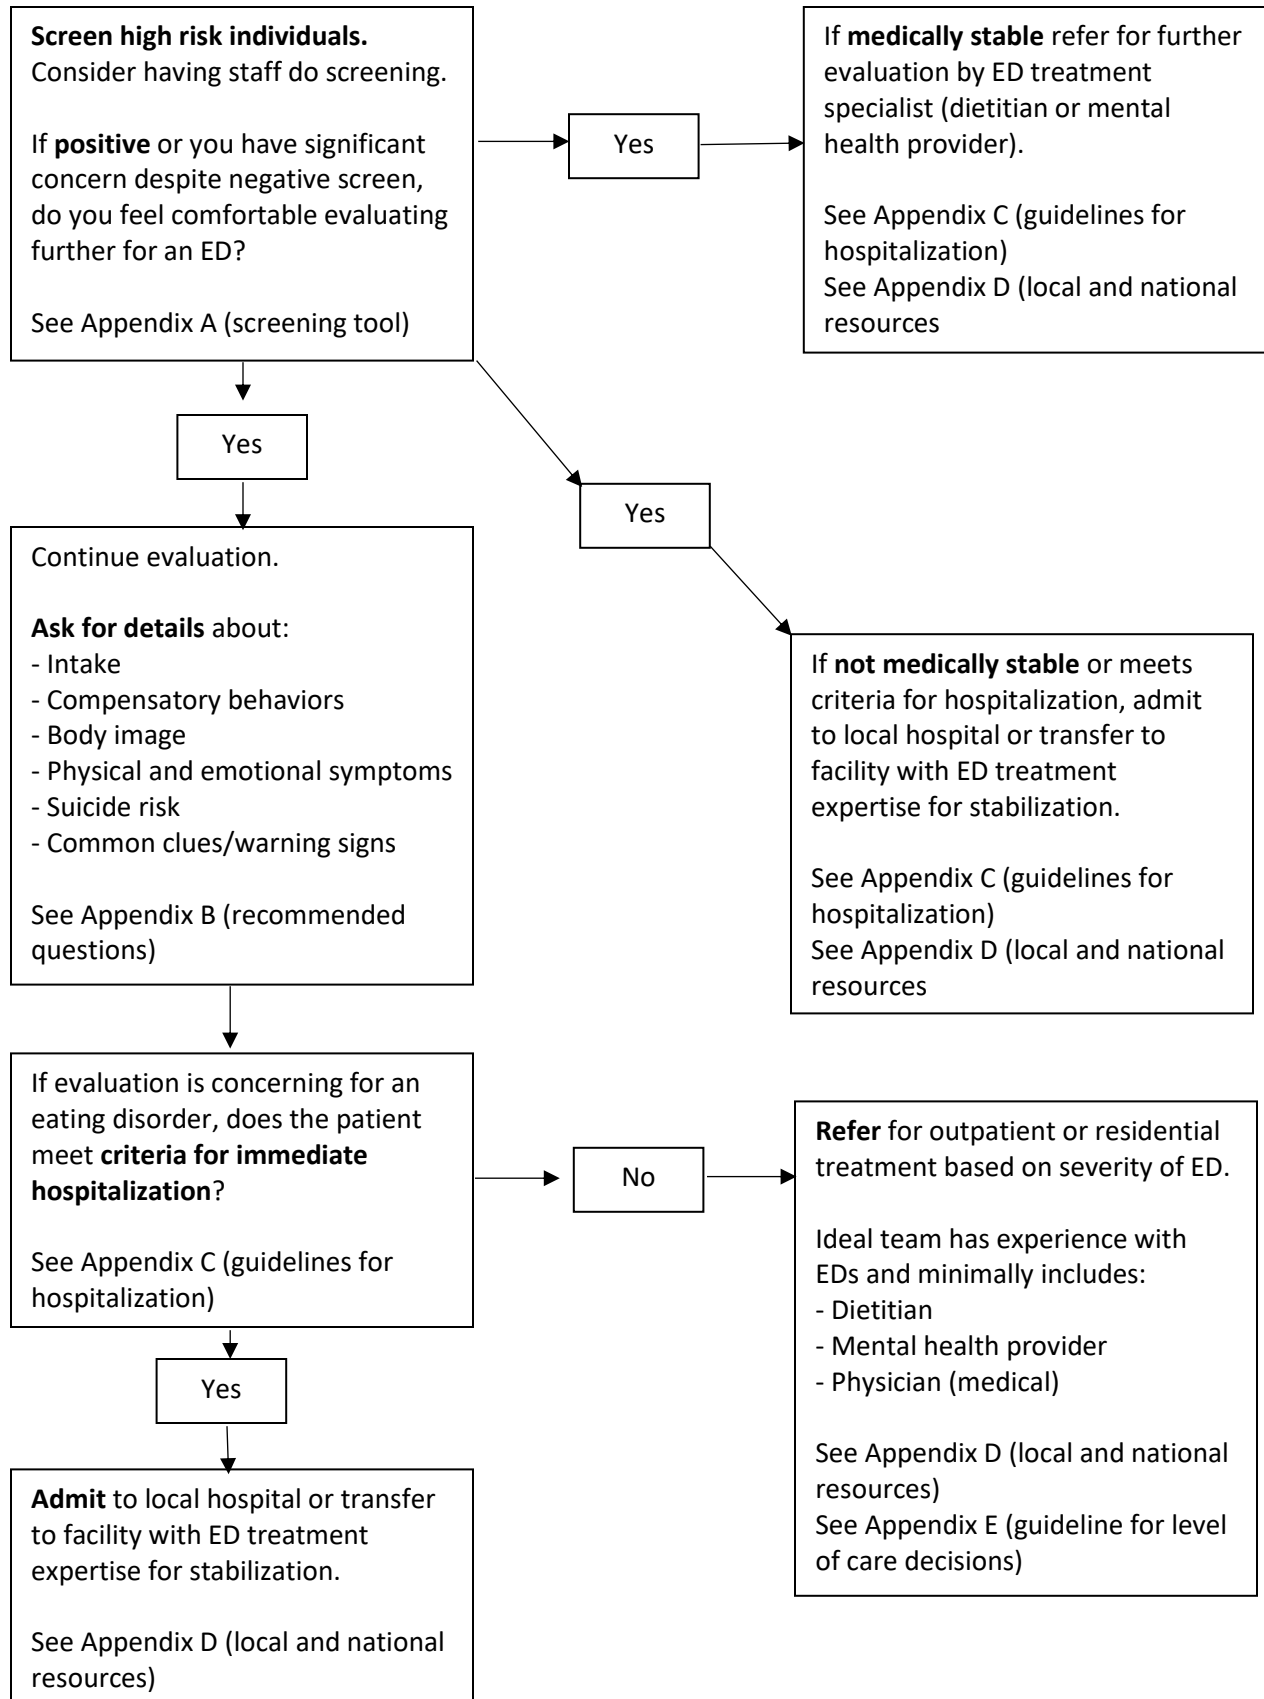 Screen high risk individuals.
Consider having staff do screening.
If positive or you have significant
concern despite negative screen,
do you feel comfortable evaluating
further for an ED?
See Appendix A (screening tool)
Yes
If medically stable refer for further
evaluation by ED treatment
specialist (dietitian or mental
health provider).
See Appendix C (guidelines for
hospitalization)
See Appendix D (local and national
resources
Yes
Yes
Continue evaluation.
Ask for details about:
- Intake
- Compensatory behaviors
- Body image
- Physical and emotional symptoms
- Suicide risk
- Common clues/warning signs
See Appendix B (recommended
questions)
If not medically stable or meets
criteria for hospitalization, admit
to local hospital or transfer to
facility with ED treatment
expertise for stabilization.
See Appendix C (guidelines for
hospitalization)
See Appendix D (local and national
resources
If evaluation is concerning for an
eating disorder, does the patient
meet criteria for immediate
hospitalization?
See Appendix C (guidelines for
hospitalization)
No
Refer for outpatient or residential
treatment based on severity of ED.
Ideal team has experience with
EDs and minimally includes:
- Dietitian
- Mental health provider
- Physician (medical)
See Appendix D (local and national
resources)
See Appendix E (guideline for level
of care decisions)
Yes
Admit to local hospital or transfer
to facility with ED treatment
expertise for stabilization.
See Appendix D (local and national
resources)